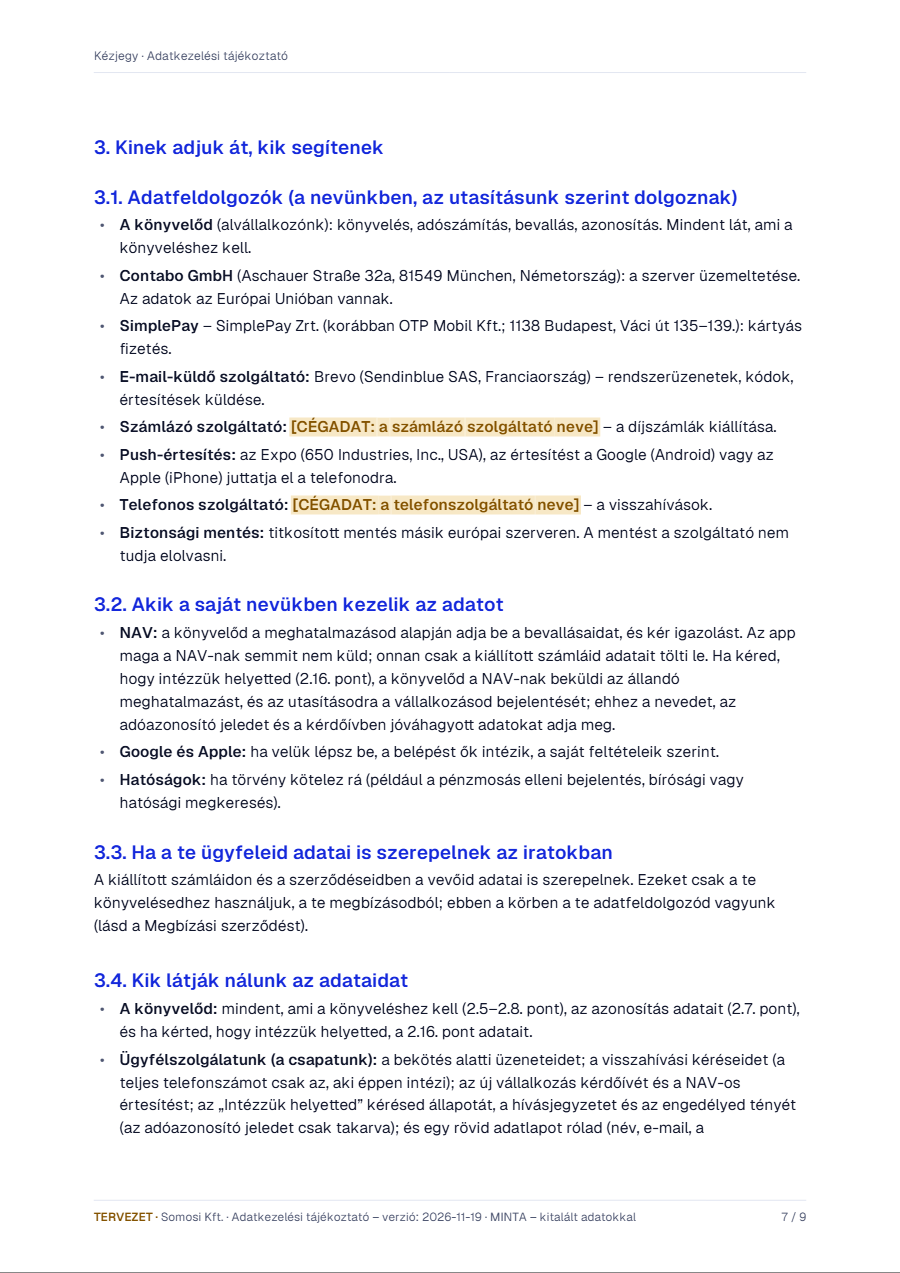 Kézjegy · Adatkezelési tájékoztató
3. Kinek adjuk át, kik segítenek
3.1. Adatfeldolgozók (a nevünkben, az utasításunk szerint dolgoznak)
• A könyvelőd (alvállalkozónk): könyvelés, adószámítás, bevallás, azonosítás. Mindent lát, ami a
könyveléshez kell.
• Contabo GmbH (Aschauer Straße 32a, 81549 München, Németország): a szerver üzemeltetése.
Az adatok az Európai Unióban vannak.
• SimplePay – SimplePay Zrt. (korábban OTP Mobil Kft.; 1138 Budapest, Váci út 135–139.): kártyás
fizetés.
• E-mail-küldő szolgáltató: Brevo (Sendinblue SAS, Franciaország) – rendszerüzenetek, kódok,
értesítések küldése.
• Számlázó szolgáltató: [CÉGADAT: a számlázó szolgáltató neve] – a díjszámlák kiállítása.
• Push-értesítés: az Expo (650 Industries, Inc., USA), az értesítést a Google (Android) vagy az
Apple (iPhone) juttatja el a telefonodra.
• Telefonos szolgáltató: [CÉGADAT: a telefonszolgáltató neve] – a visszahívások.
• Biztonsági mentés: titkosított mentés másik európai szerveren. A mentést a szolgáltató nem
tudja elolvasni.
3.2. Akik a saját nevükben kezelik az adatot
• NAV: a könyvelőd a meghatalmazásod alapján adja be a bevallásaidat, és kér igazolást. Az app
maga a NAV-nak semmit nem küld; onnan csak a kiállított számláid adatait tölti le. Ha kéred,
hogy intézzük helyetted (2.16. pont), a könyvelőd a NAV-nak beküldi az állandó
meghatalmazást, és az utasításodra a vállalkozásod bejelentését; ehhez a nevedet, az
adóazonosító jeledet és a kérdőívben jóváhagyott adatokat adja meg.
• Google és Apple: ha velük lépsz be, a belépést ők intézik, a saját feltételeik szerint.
• Hatóságok: ha törvény kötelez rá (például a pénzmosás elleni bejelentés, bírósági vagy
hatósági megkeresés).
3.3. Ha a te ügyfeleid adatai is szerepelnek az iratokban
A kiállított számláidon és a szerződéseidben a vevőid adatai is szerepelnek. Ezeket csak a te
könyvelésedhez használjuk, a te megbízásodból; ebben a körben a te adatfeldolgozód vagyunk
(lásd a Megbízási szerződést).
3.4. Kik látják nálunk az adataidat
• A könyvelőd: mindent, ami a könyveléshez kell (2.5–2.8. pont), az azonosítás adatait (2.7. pont),
és ha kérted, hogy intézzük helyetted, a 2.16. pont adatait.
• Ügyfélszolgálatunk (a csapatunk): a bekötés alatti üzeneteidet; a visszahívási kéréseidet (a
teljes telefonszámot csak az, aki éppen intézi); az új vállalkozás kérdőívét és a NAV-os
értesítést; az „Intézzük helyetted” kérésed állapotát, a hívásjegyzetet és az engedélyed tényét
(az adóazonosító jeledet csak takarva); és egy rövid adatlapot rólad (név, e-mail, a
TERVEZET · Somosi Kft. · Adatkezelési tájékoztató – verzió: 2026-11-19 · MINTA – kitalált adatokkal 7 / 9